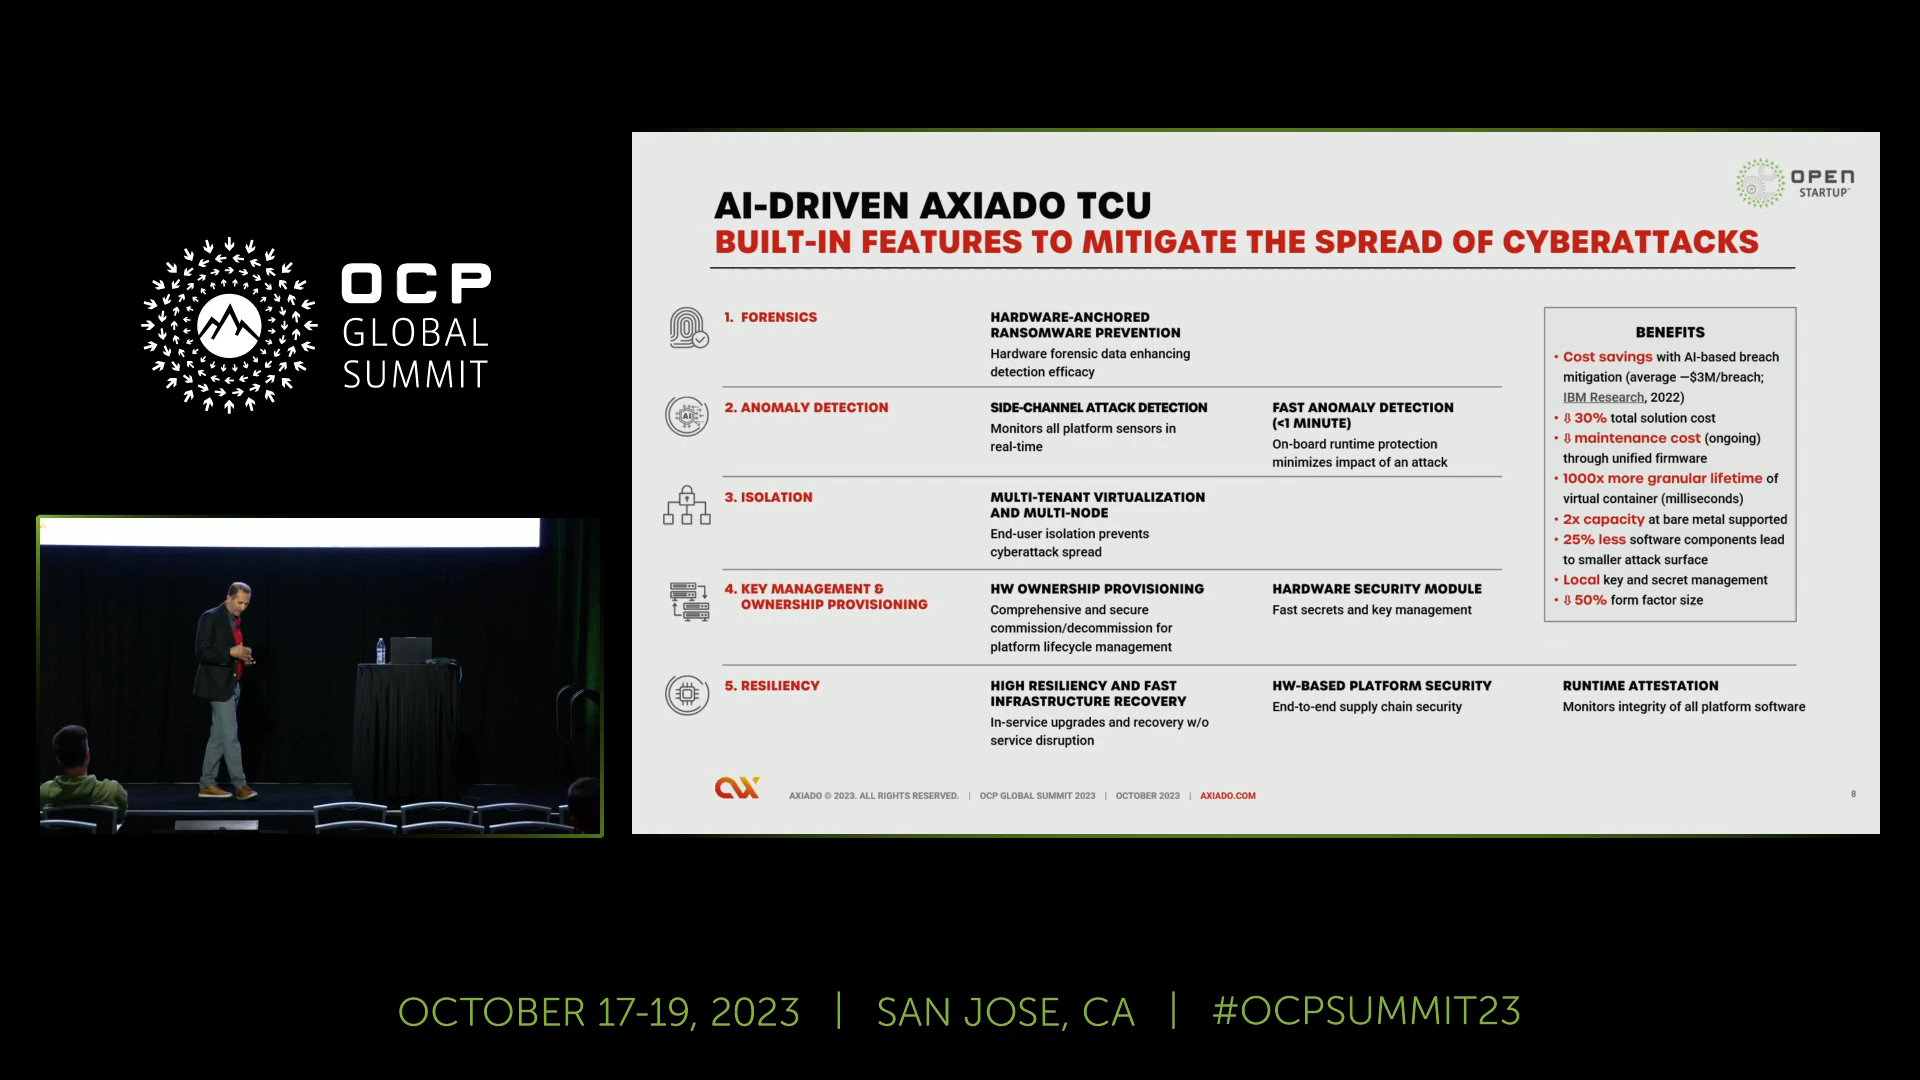 OCP
GLOBAL
SUMMIT
OPEN
STARTUP™
AI-DRIVEN AXIADO TCU
BUILT-IN FEATURES TO MITIGATE THE SPREAD OF CYBERATTACKS
1. FORENSICS
HARDWARE-ANCHORED
RANSOMWARE PREVENTION
Hardware forensic data enhancing
detection efficacy
2. ANOMALY DETECTION
AI
SIDE-CHANNEL ATTACK DETECTION
Monitors all platform sensors in
real-time
FAST ANOMALY DETECTION
(<1 MINUTE)
On-board runtime protection
minimizes impact of an attack
3. ISOLATION
MULTI-TENANT VIRTUALIZATION
AND MULTI-NODE
End-user isolation prevents
cyberattack spread
4. KEY MANAGEMENT &
OWNERSHIP PROVISIONING
HW OWNERSHIP PROVISIONING
Comprehensive and secure
commission/decommission for
platform lifecycle management
HARDWARE SECURITY MODULE
Fast secrets and key management
BENEFITS
• Cost savings with AI-based breach
mitigation (average —$3M/breach;
IBM Research, 2022)
• ⇩ 30% total solution cost
• ⇩ maintenance cost (ongoing)
through unified firmware
• 1000x more granular lifetime of
virtual container (milliseconds)
• 2x capacity at bare metal supported
• 25% less software components lead
to smaller attack surface
• Local key and secret management
• ⇩ 50% form factor size
5. RESILIENCY
HIGH RESILIENCY AND FAST
INFRASTRUCTURE RECOVERY
In-service upgrades and recovery w/o
service disruption
HW-BASED PLATFORM SECURITY
End-to-end supply chain security
RUNTIME ATTESTATION
Monitors integrity of all platform software
AX AXIADO © 2023. ALL RIGHTS RESERVED. | OCP GLOBAL SUMMIT 2023 | OCTOBER 2023 | AXIADO.COM
8
OCTOBER 17-19, 2023 | SAN JOSE, CA | #OCPSUMMIT23